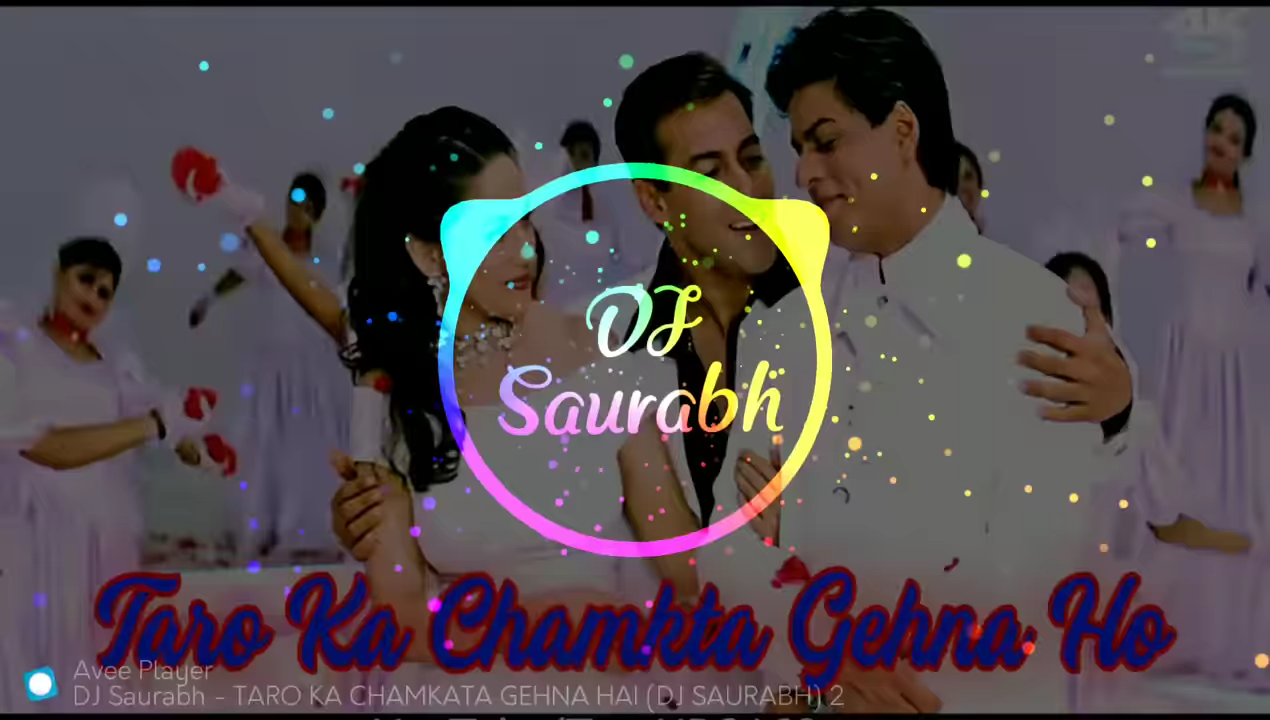 4K
DJ
Saurabh
Taro Ka Chamkta Gehna Ho
Avee Player
DJ Saurabh - TARO KA CHAMKATA GEHNA HAI (DJ SAURABH) 2